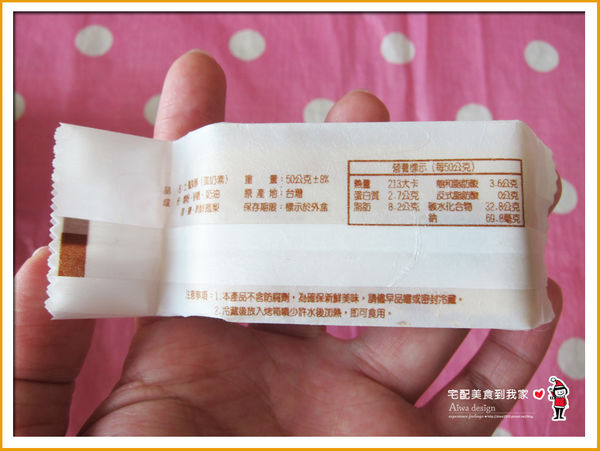 重 量：50公克±8%
原 產 地：台灣
保存期限：標示於外盒
營養標示（每50公克）
熱量 213大卡 飽和脂肪酸 3.6公克
蛋白質 2.7公克 反式脂肪酸 0公克
脂肪 8.2公克 碳水化合物 32.8公克
鈉 69.8毫克
注意事項：1.本產品不含防腐劑，為確保新鮮美味，請儘早品嚐或密封冷藏。
2.冷藏後放入烤箱噴少許水後加熱，即可食用。
宅配美食到我家
Aiwa design